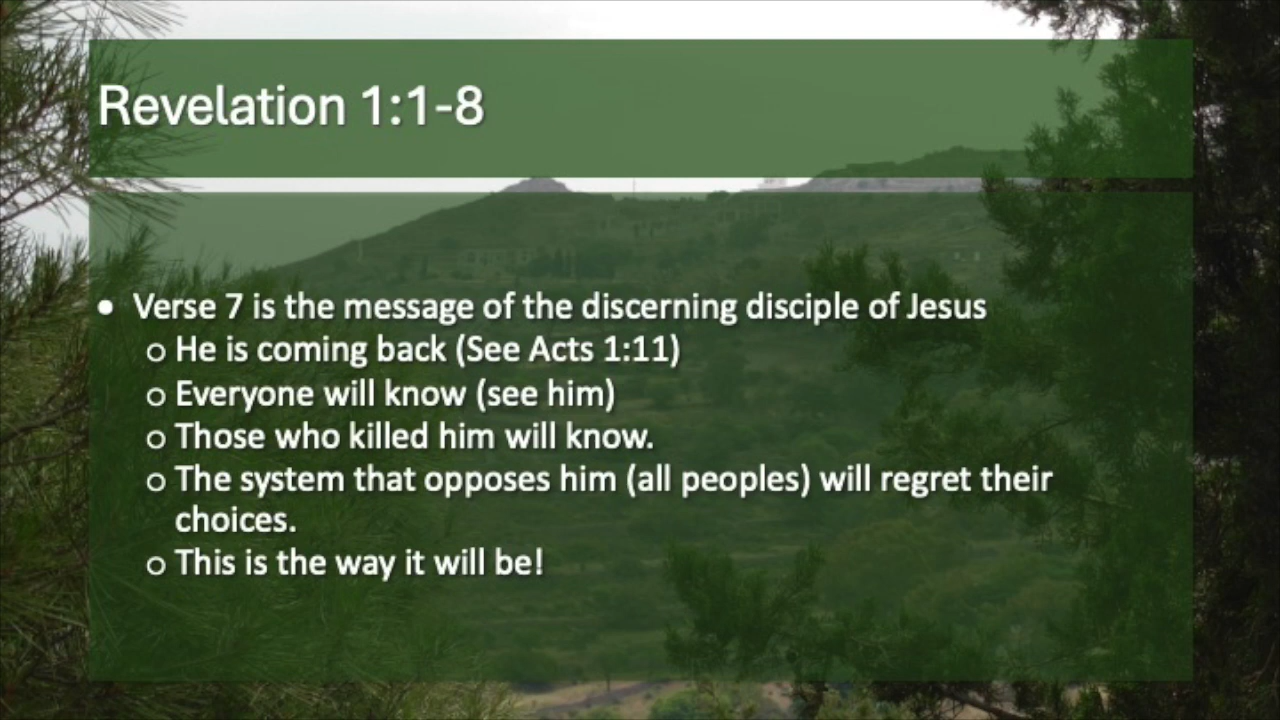 Revelation 1:1-8
• Verse 7 is the message of the discerning disciple of Jesus
o He is coming back (See Acts 1:11)
o Everyone will know (see him)
o Those who killed him will know.
o The system that opposes him (all peoples) will regret their
choices.
o This is the way it will be!